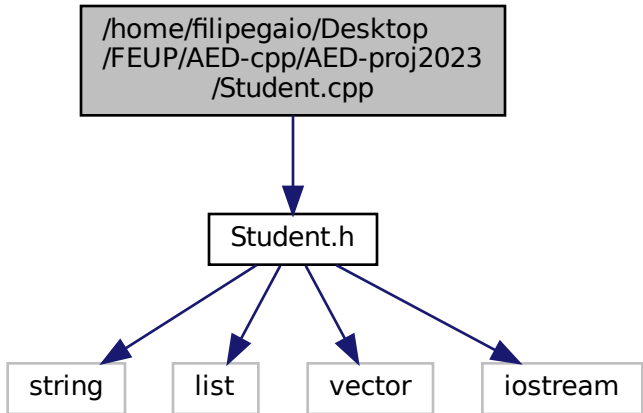 /home/filipegaio/Desktop
/FEUP/AED-cpp/AED-proj2023
/Student.cpp
Student.h
string
list
vector
iostream